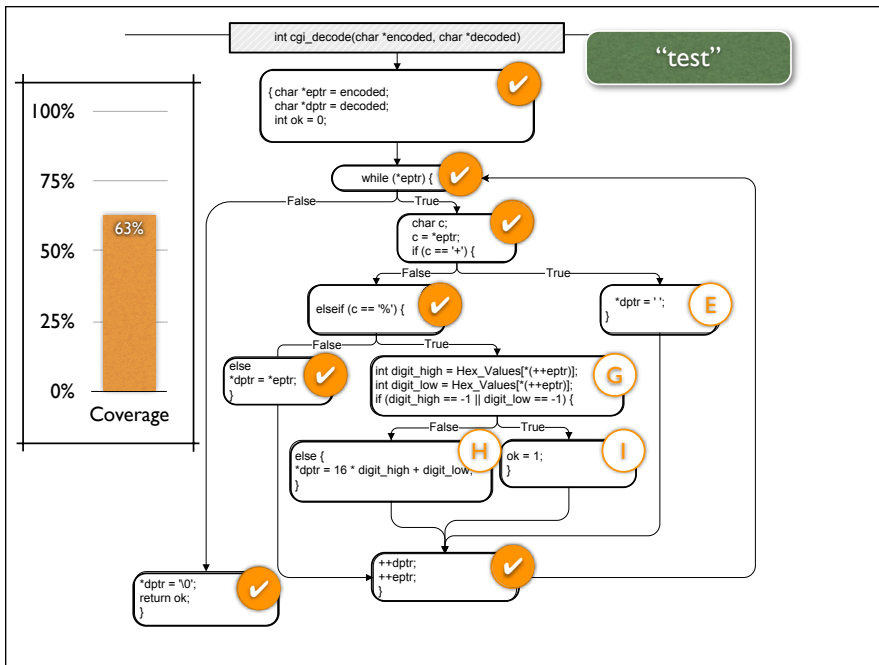 int cgi_decode(char *encoded, char *decoded)
“test”
{ char *eptr = encoded;
char *dptr = decoded;
int ok = 0;
✔
100%
75%
63%
50%
25%
0%
Coverage
while (*eptr) {
✔
False
True
char c;
c = *eptr;
if (c == '+') {
✔
False
True
elseif (c == '%') {
✔
*dptr = ' ';
}
E
False
True
else
*dptr = *eptr;
}
✔
int digit_high = Hex_Values[*(++eptr)];
int digit_low = Hex_Values[*(++eptr)];
if (digit_high == -1 || digit_low == -1) {
G
False
True
else {
*dptr = 16 * digit_high + digit_low;
}
H
ok = 1;
}
I
*dptr = '\0';
return ok;
}
✔
++dptr;
++eptr;
}
✔